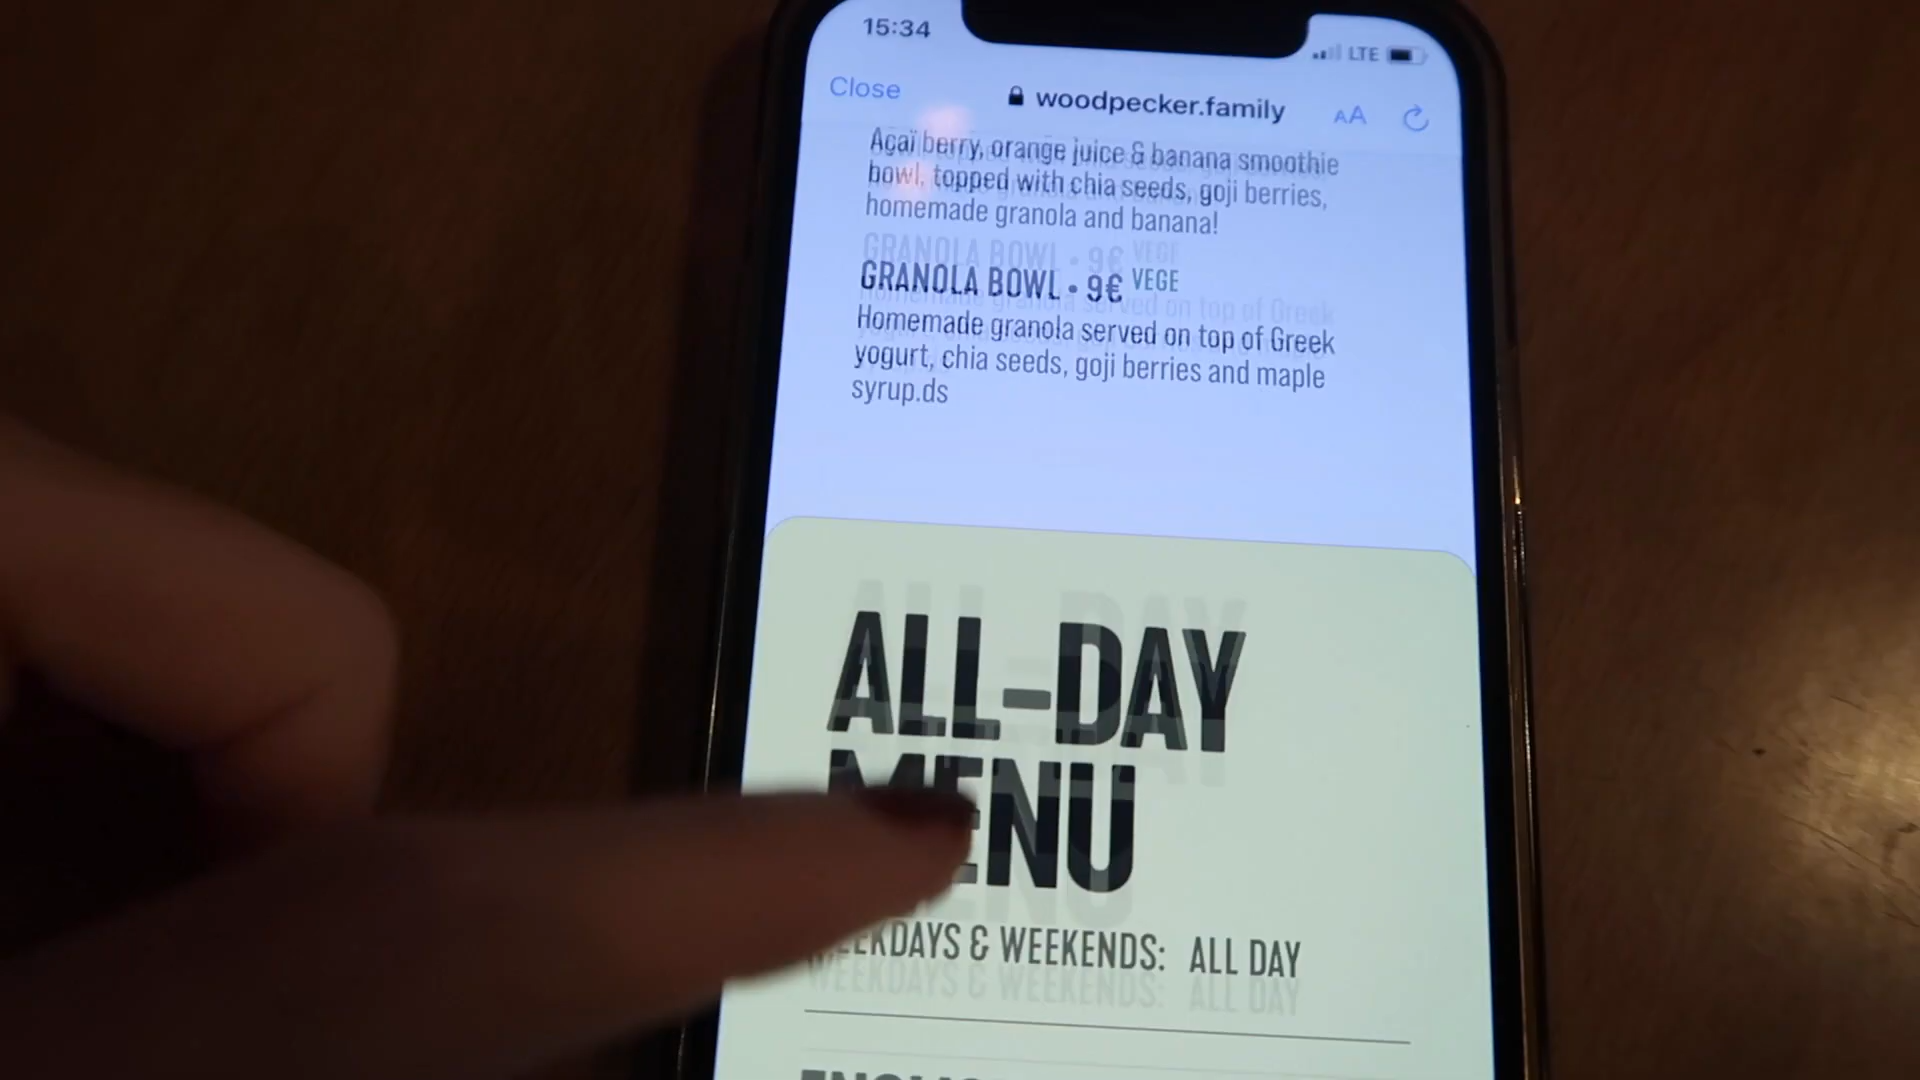 15:34
LTE
Close
woodpecker.family
AA
Açaï berry, orange juice & banana smoothie
bowl, topped with chia seeds, goji berries,
homemade granola and banana!
GRANOLA BOWL • 9€ VEGE
Homemade granola served on top of Greek
yogurt, chia seeds, goji berries and maple
syrup.ds
ALL-DAY
MENU
WEEKDAYS & WEEKENDS: ALL DAY